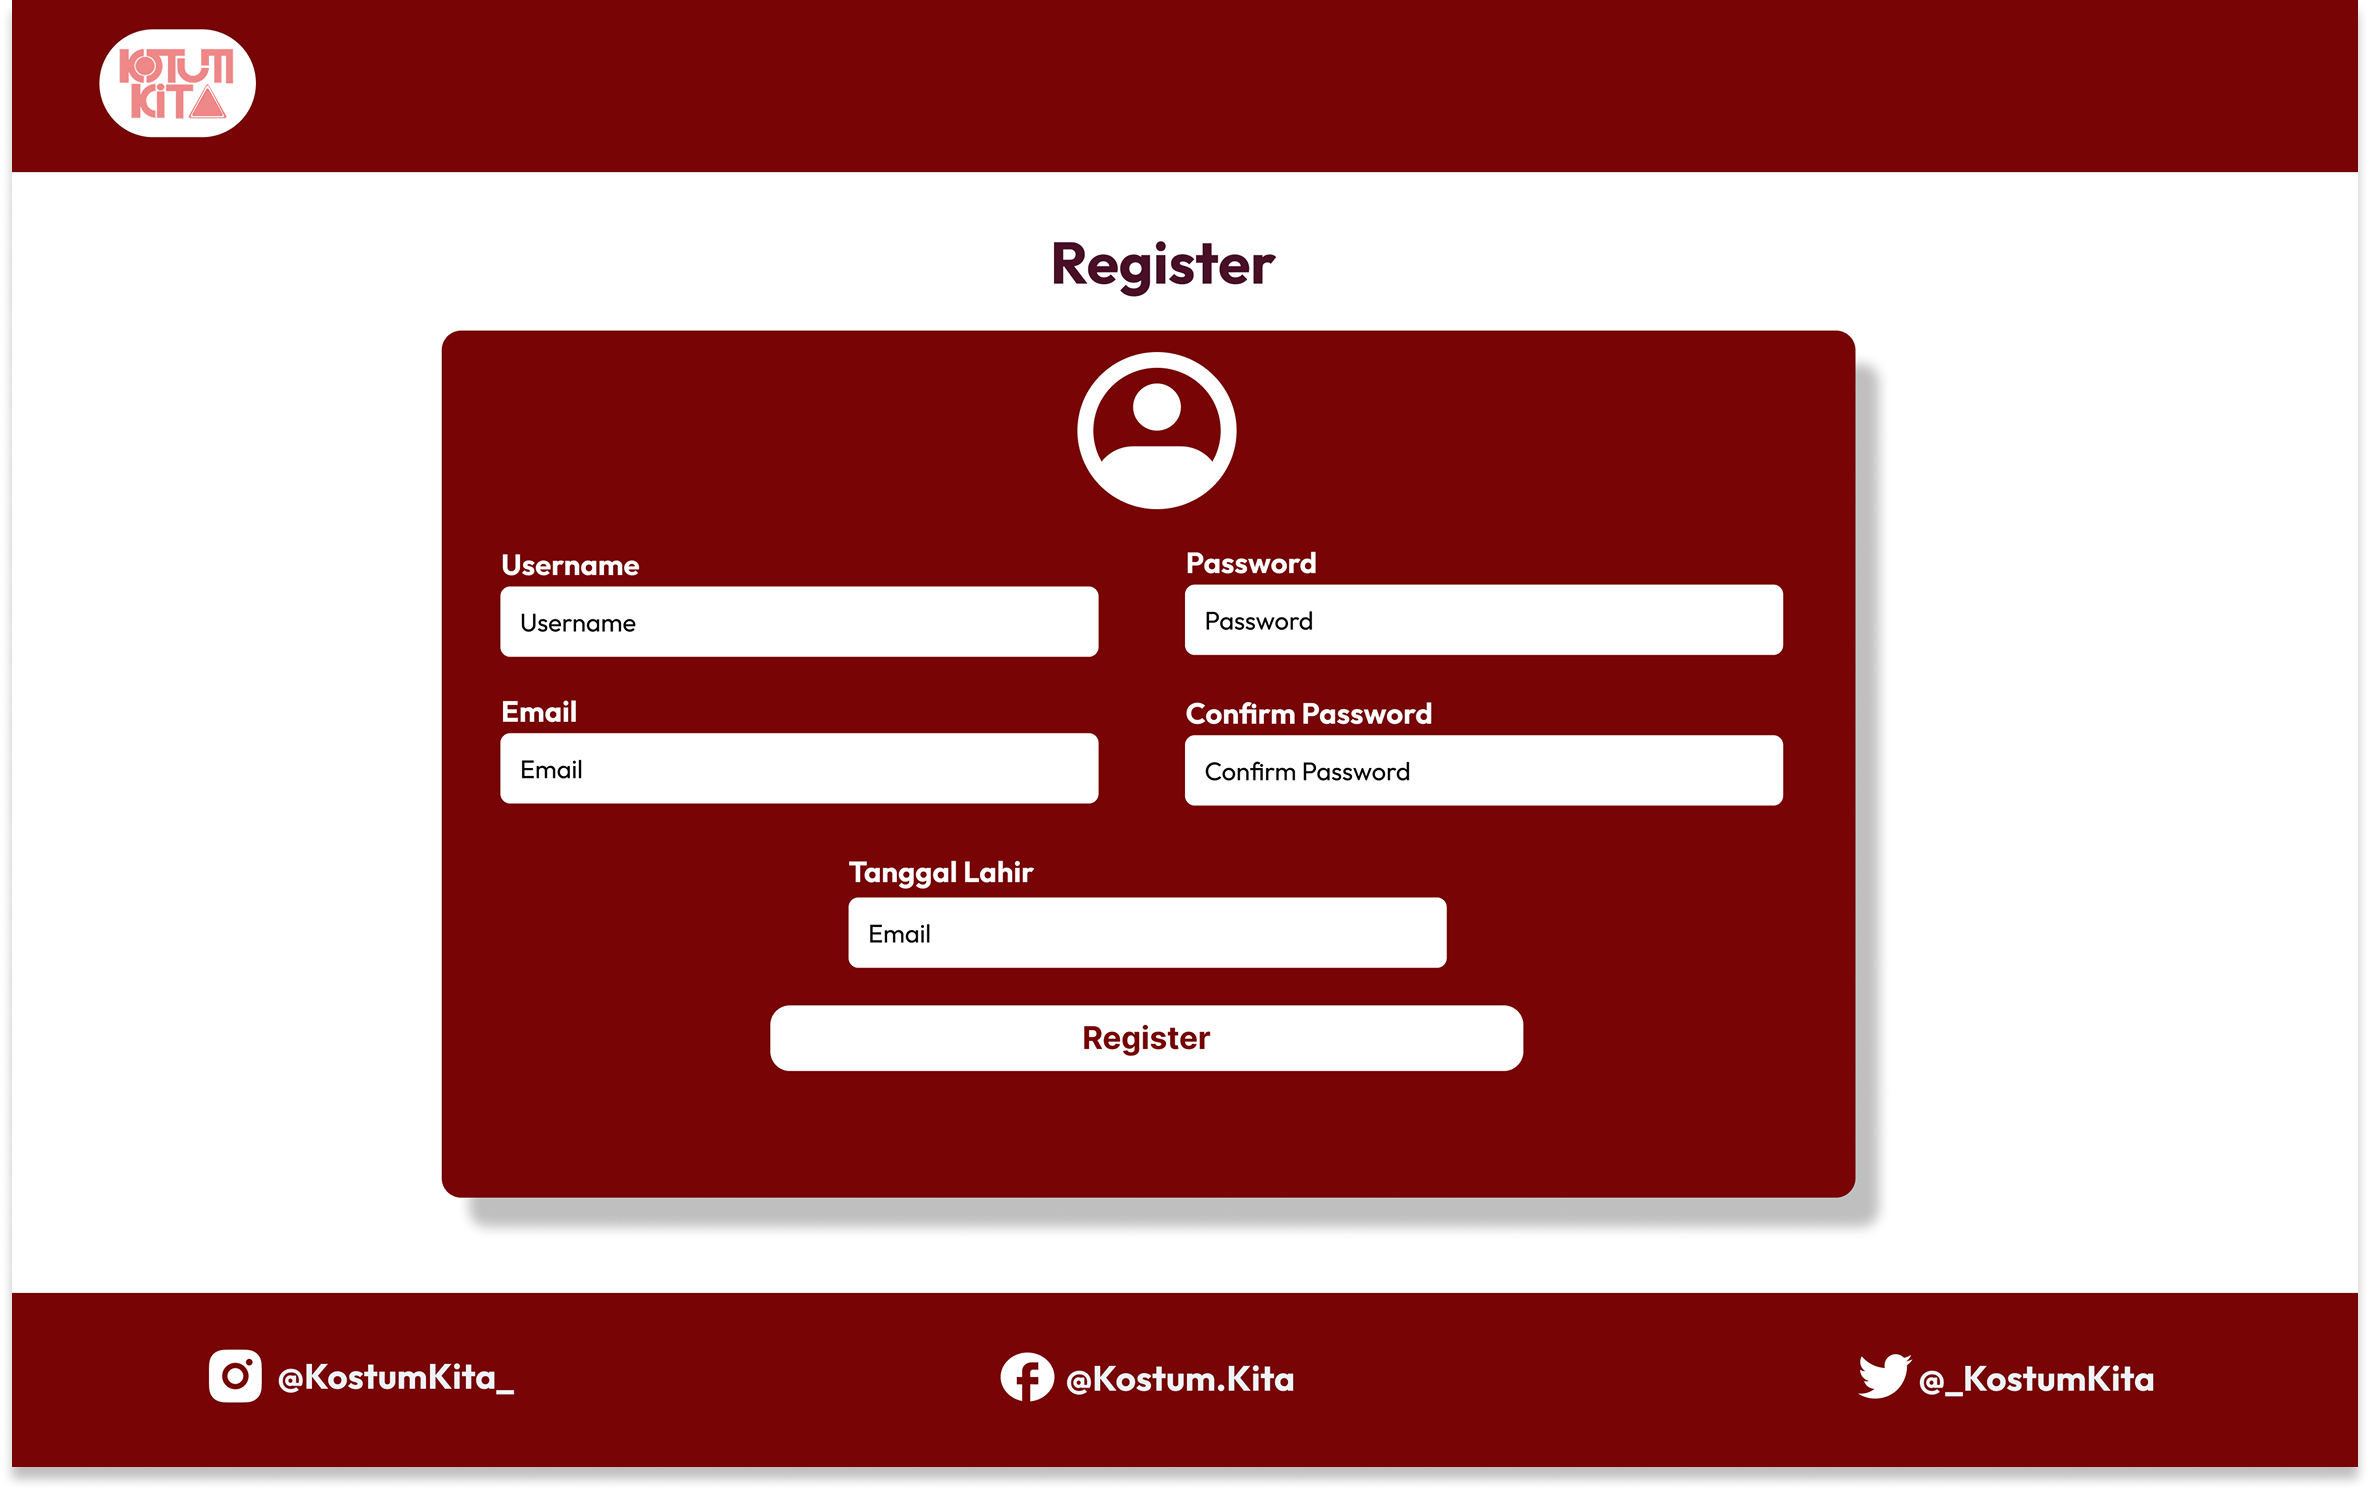 KOTUM
KiTA
Register
Username
Username
Password
Password
Email
Email
Confirm Password
Confirm Password
Tanggal Lahir
Email
Register
@KostumKita_
@Kostum.Kita
@_KostumKita